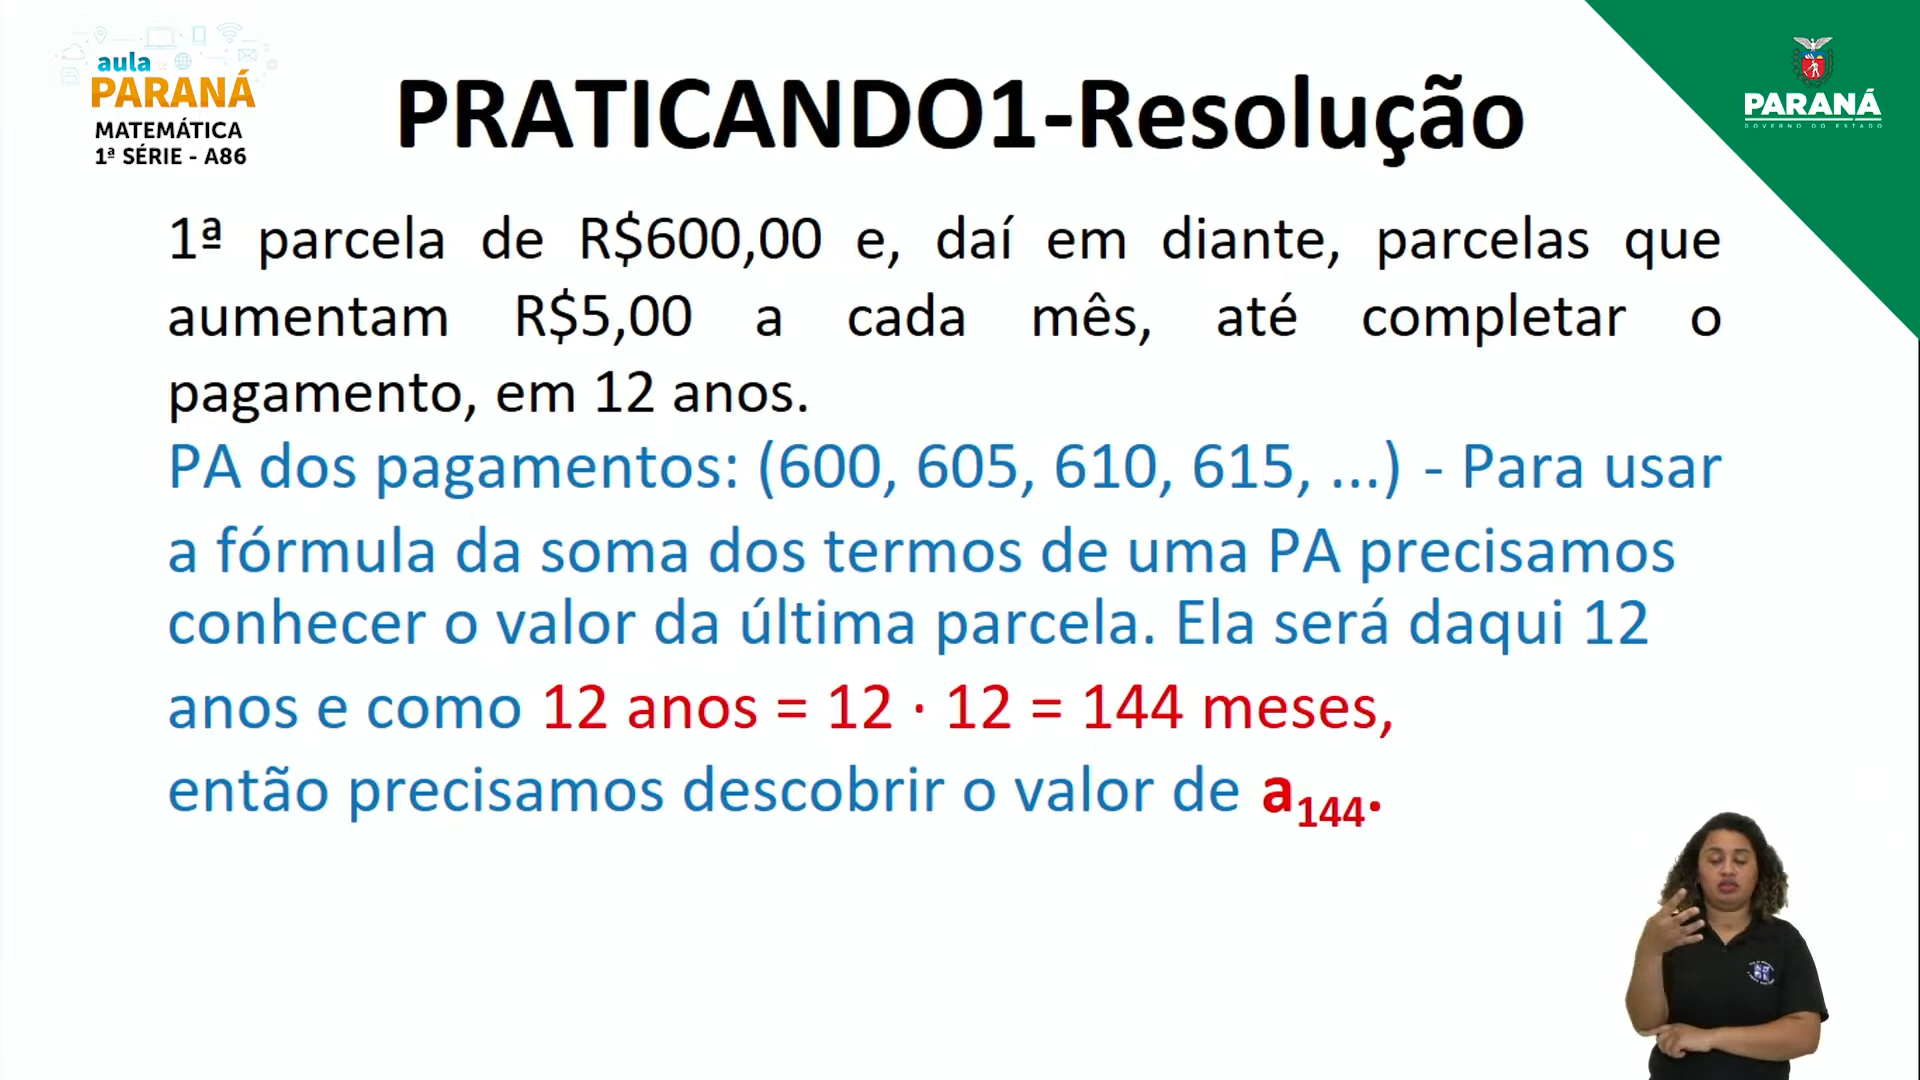 aula
PARANÁ
MATEMÁTICA
1ª SÉRIE - A86
PRATICANDO1-Resolução
PARANÁ
GOVERNO DO ESTADO
1ª parcela de R$600,00 e, daí em diante, parcelas que
aumentam R$5,00 a cada mês, até completar o
pagamento, em 12 anos.
PA dos pagamentos: (600, 605, 610, 615, ...) - Para usar
a fórmula da soma dos termos de uma PA precisamos
conhecer o valor da última parcela. Ela será daqui 12
anos e como 12 anos = 12 · 12 = 144 meses,
então precisamos descobrir o valor de a₁₄₄.